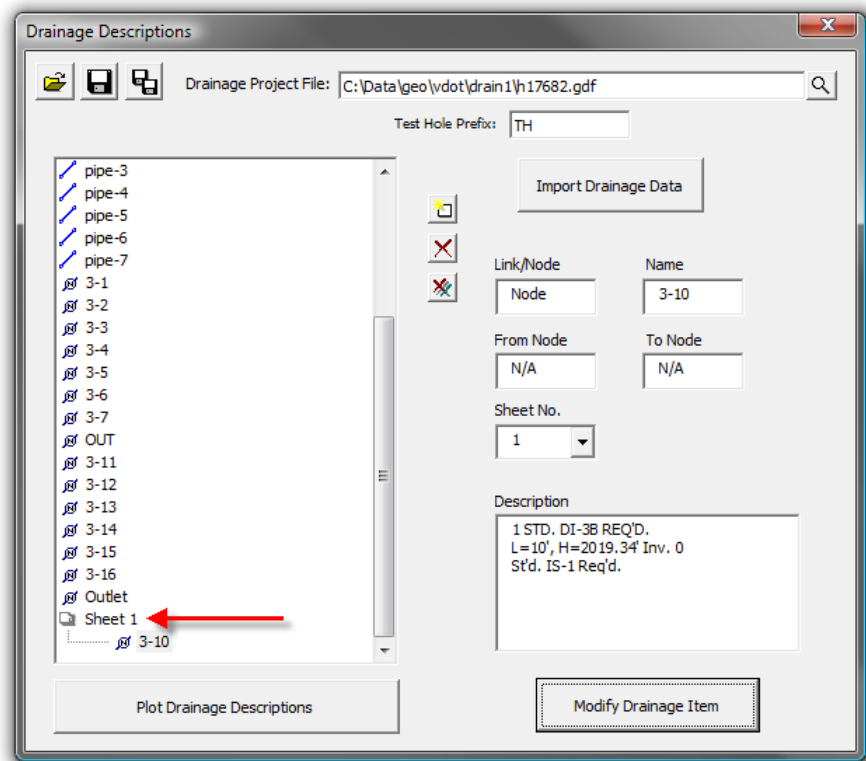 Drainage Descriptions
Drainage Project File: C:\Data\geo\vdot\drain1\h17682.gdf
Test Hole Prefix: TH
pipe-3
pipe-4
pipe-5
pipe-6
pipe-7
3-1
3-2
3-3
3-4
3-5
3-6
3-7
OUT
3-11
3-12
3-13
3-14
3-15
3-16
Outlet
Sheet 1
3-10
Plot Drainage Descriptions
Import Drainage Data
Link/Node Name
Node 3-10
From Node To Node
N/A N/A
Sheet No.
1
Description
1 STD. DI-3B REQ'D.
L=10', H=2019.34' Inv. 0
St'd. IS-1 Req'd.
Modify Drainage Item